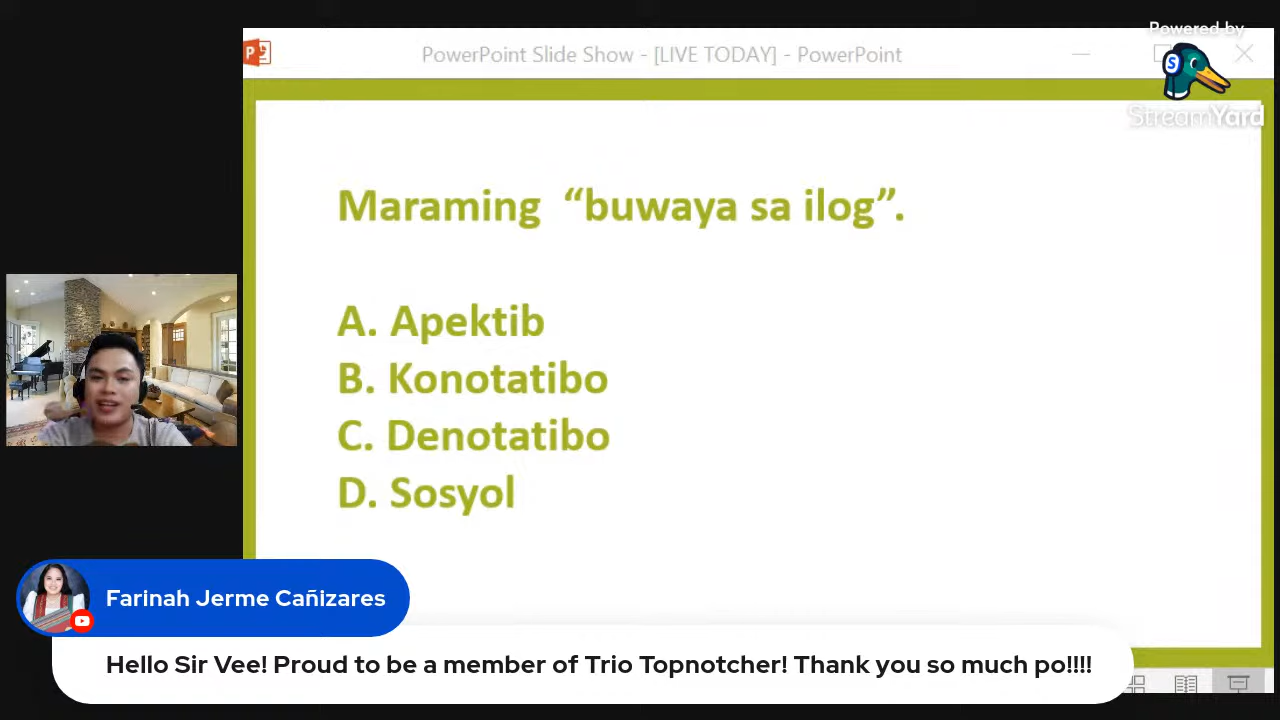 Powered by
PowerPoint Slide Show - [LIVE TODAY] - PowerPoint
StreamYard
Maraming “buwaya sa ilog”.
A. Apektib
B. Konotatibo
C. Denotatibo
D. Sosyol
Farinah Jerme Cañizares
Hello Sir Vee! Proud to be a member of Trio Topnotcher! Thank you so much po!!!!